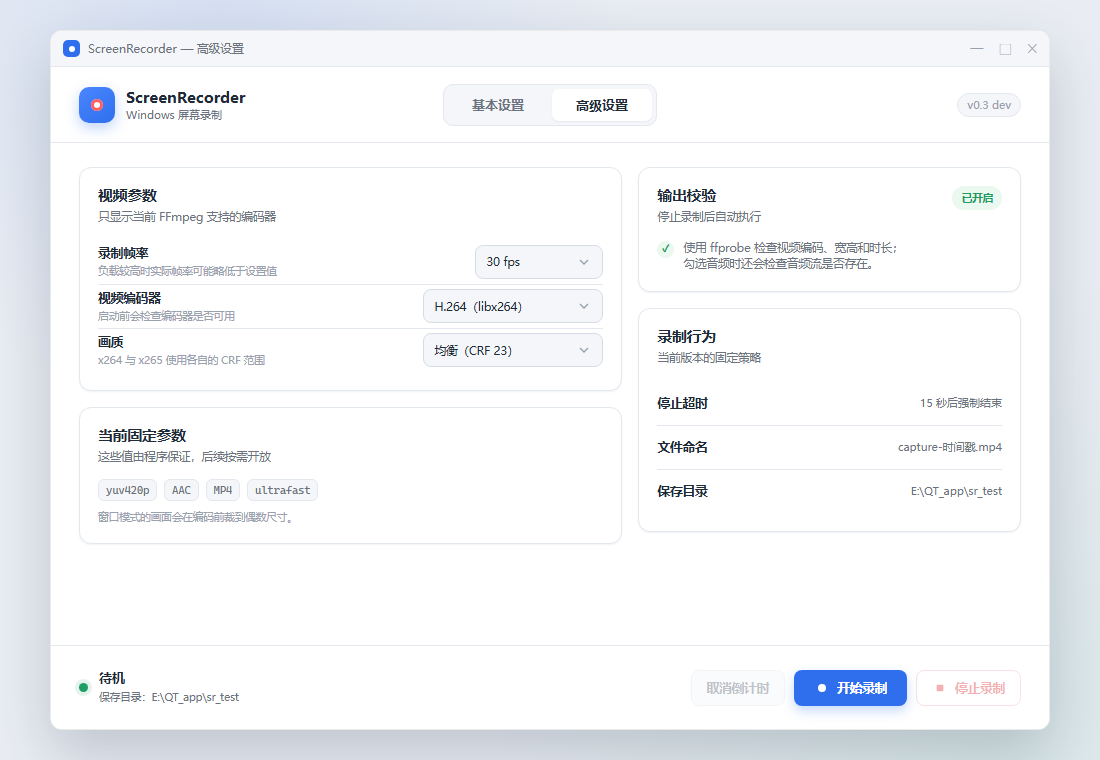 ScreenRecorder — 高级设置
ScreenRecorder
Windows 屏幕录制
基本设置
高级设置
v0.3 dev
视频参数
只显示当前 FFmpeg 支持的编码器
录制帧率
负载较高时实际帧率可能略低于设置值
30 fps
视频编码器
启动前会检查编码器是否可用
H.264（libx264）
画质
x264 与 x265 使用各自的 CRF 范围
均衡（CRF 23）
当前固定参数
这些值由程序保证，后续按需开放
yuv420p
AAC
MP4
ultrafast
窗口模式的画面会在编码前裁到偶数尺寸。
输出校验
已开启
停止录制后自动执行
使用 ffprobe 检查视频编码、宽高和时长；
勾选音频时还会检查音频流是否存在。
录制行为
当前版本的固定策略
停止超时
15 秒后强制结束
文件命名
capture-时间戳.mp4
保存目录
E:\QT_app\sr_test
待机
保存目录：E:\QT_app\sr_test
取消倒计时
开始录制
停止录制